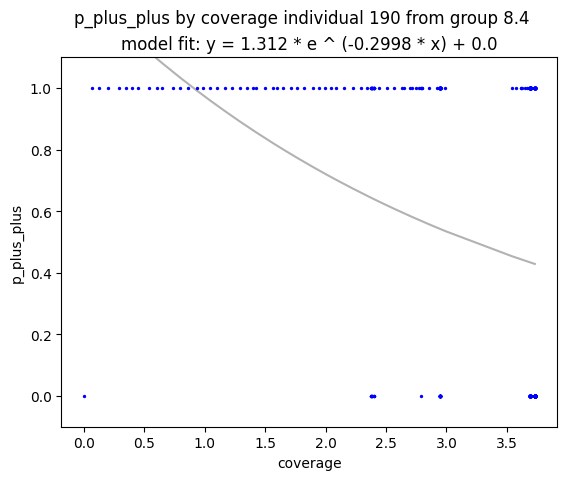 p_plus_plus by coverage individual 190 from group 8.4
model fit: y = 1.312 * e ^ (-0.2998 * x) + 0.0
1.0
0.8
0.6
0.4
0.2
0.0
p_plus_plus
0.0 0.5 1.0 1.5 2.0 2.5 3.0 3.5
coverage